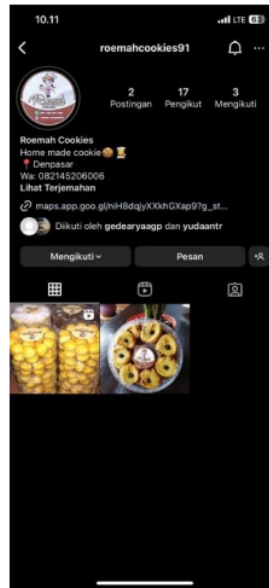 10.11
LTE 63
roemahcookies91
2 17 3
Postingan Pengikut Mengikuti
Roemah Cookies
Home made cookie🍪👨‍🍳
📍Denpasar
Wa: 082145206006
Lihat Terjemahan
maps.app.goo.gl/niH8dqjyXXkhGXap9?g_st...
Diikuti oleh gedearyaagp dan yudaantr
Mengikuti Pesan